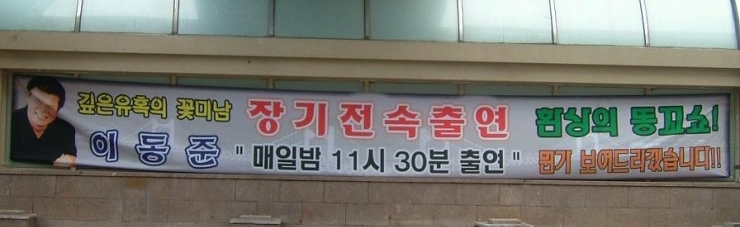 깊은유혹의 꽃미남
이동준
장기전속출연
" 매일밤 11시 30분 출연 "
환상의 똥꼬쇼!
뭔가 보여드리겠습니다!!